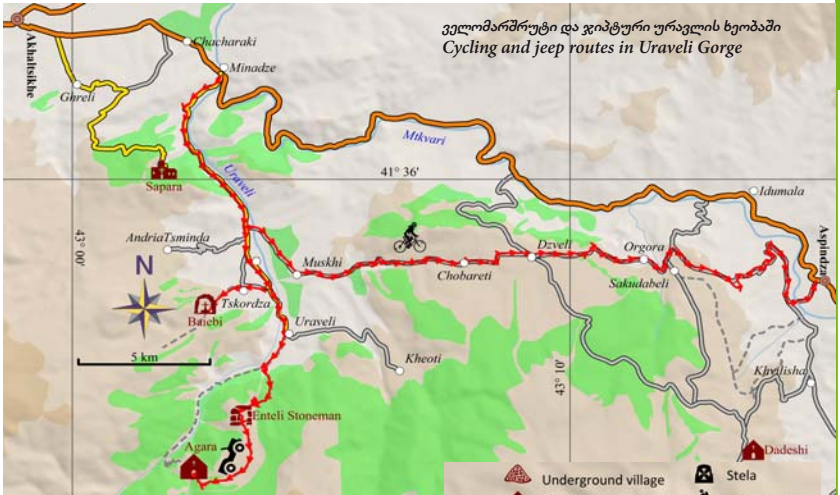 ველომარშრუტი და ჯიპტური ურავლის ხეობაში
Cycling and jeep routes in Uraveli Gorge
Akhaltsikhe
Chacharaki
Minadze
Ghreli
Mtkvari
Uraveli
Sapara
41° 36'
Idumala
43° 00'
AndriaTsminda
Aspindza
Dzveli
Orgora
Muskhi
Chobareti
Sakudabeli
N
Tskordza
Baiebi
Uraveli
5 km
Kheoti
43° 10'
Khvilisha
Enteli Stoneman
Agara
Dadeshi
Underground village
Stela